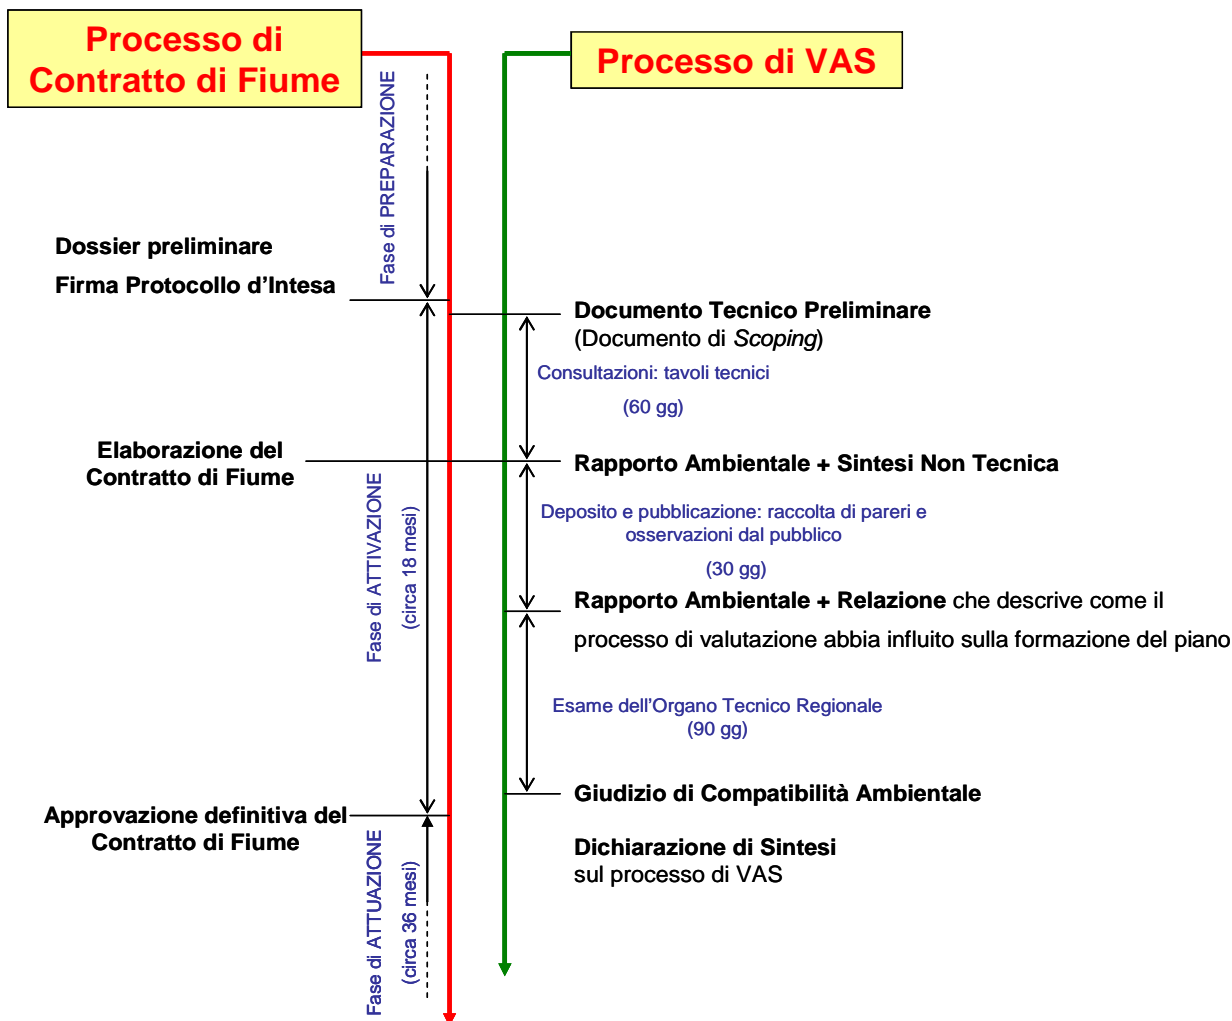 Processo di
Contratto di Fiume
Processo di VAS
Fase di PREPARAZIONE
Dossier preliminare
Firma Protocollo d’Intesa
Documento Tecnico Preliminare
(Documento di Scoping)
Consultazioni: tavoli tecnici
(60 gg)
Elaborazione del
Contratto di Fiume
Rapporto Ambientale + Sintesi Non Tecnica
Fase di ATTIVAZIONE
(circa 18 mesi)
Deposito e pubblicazione: raccolta di pareri e
osservazioni dal pubblico
(30 gg)
Rapporto Ambientale + Relazione che descrive come il
processo di valutazione abbia influito sulla formazione del piano
Esame dell’Organo Tecnico Regionale
(90 gg)
Giudizio di Compatibilità Ambientale
Approvazione definitiva del
Contratto di Fiume
Dichiarazione di Sintesi
sul processo di VAS
Fase di ATTUAZIONE
(circa 36 mesi)